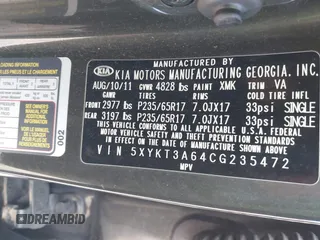 MANUFACTURED BY
KIA KIA MOTORS MANUFACTURING GEORGIA, INC.
AUG/10/11 GVWR 4828 lbs PAINT XMK TRIM VA
GAWR TIRES RIMS COLD TIRE INFL
FRONT 2977 lbs P235/65R17 7.0JX17 33psi SINGLE
REAR 3197 lbs P235/65R17 7.0JX17 33psi SINGLE
THIS VEHICLE CONFORMS TO ALL APPLICABLE U.S. FEDERAL
MOTOR VEHICLE SAFETY AND THEFT PREVENTION STANDARDS
IN EFFECT ON THE DATE OF MANUFACTURE SHOWN ABOVE.
VIN 5XYKT3A64CG235472
MPV
002
DREAMBID